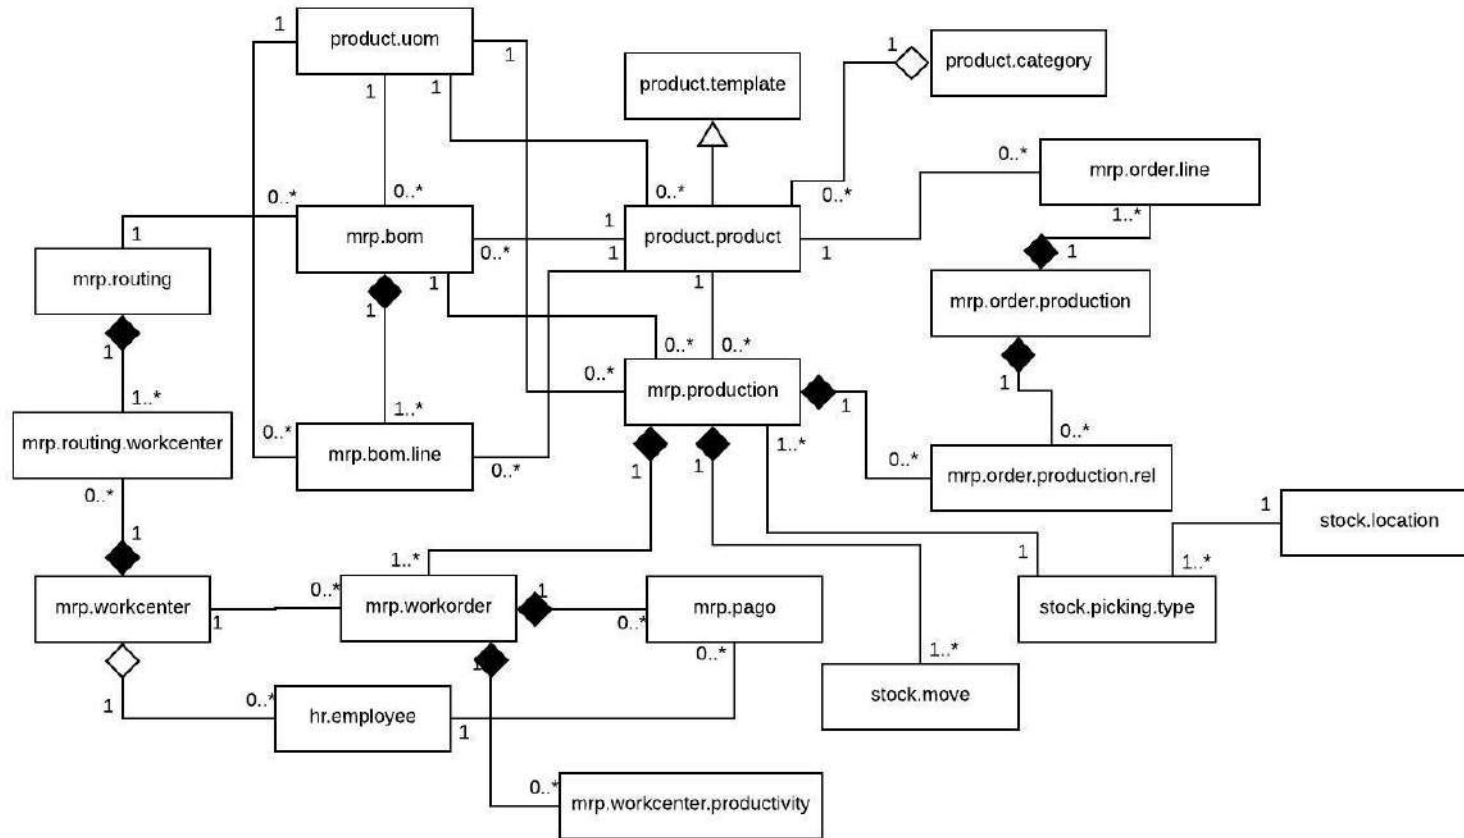 1
product.uom
1
1
1
product.template
1
product.category
0..*
0..*
0..*
0..*
0..*
mrp.order.line
1
mrp.bom
0..*
1
1
product.product
1
1..*
1
mrp.routing
1
1
1
1
mrp.order.production
1
1..*
0..*
0..*
0..*
mrp.production
1
1
0..*
mrp.routing.workcenter
0..*
1..*
mrp.bom.line
0..*
1
1
1..*
0..*
mrp.order.production.rel
0..*
1
1
stock.location
1..*
1
1..*
mrp.workcenter
1
0..*
mrp.workorder
1
0..*
mrp.pago
stock.picking.type
1
0..*
1..*
1
0..*
hr.employee
1
stock.move
0..*
mrp.workcenter.productivity